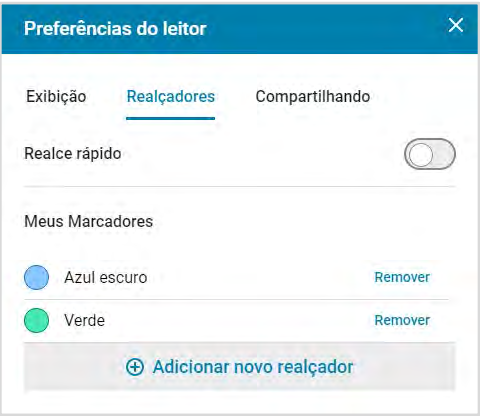 Preferências do leitor
Exibição Realçadores Compartilhando
Realce rápido
Meus Marcadores
Azul escuro Remover
Verde Remover
Adicionar novo realçador